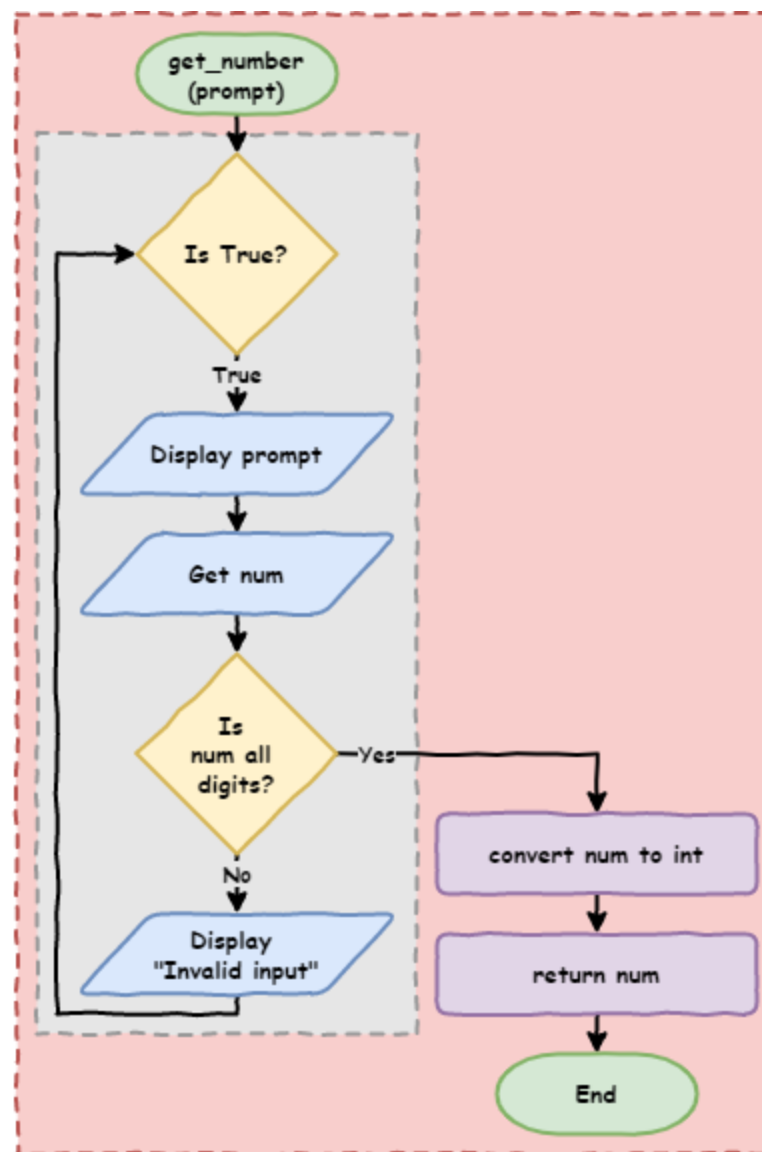 get_number
(prompt)
Is True?
True
Display prompt
Get num
Is
num all
digits?
Yes
No
Display
"Invalid input"
convert num to int
return num
End